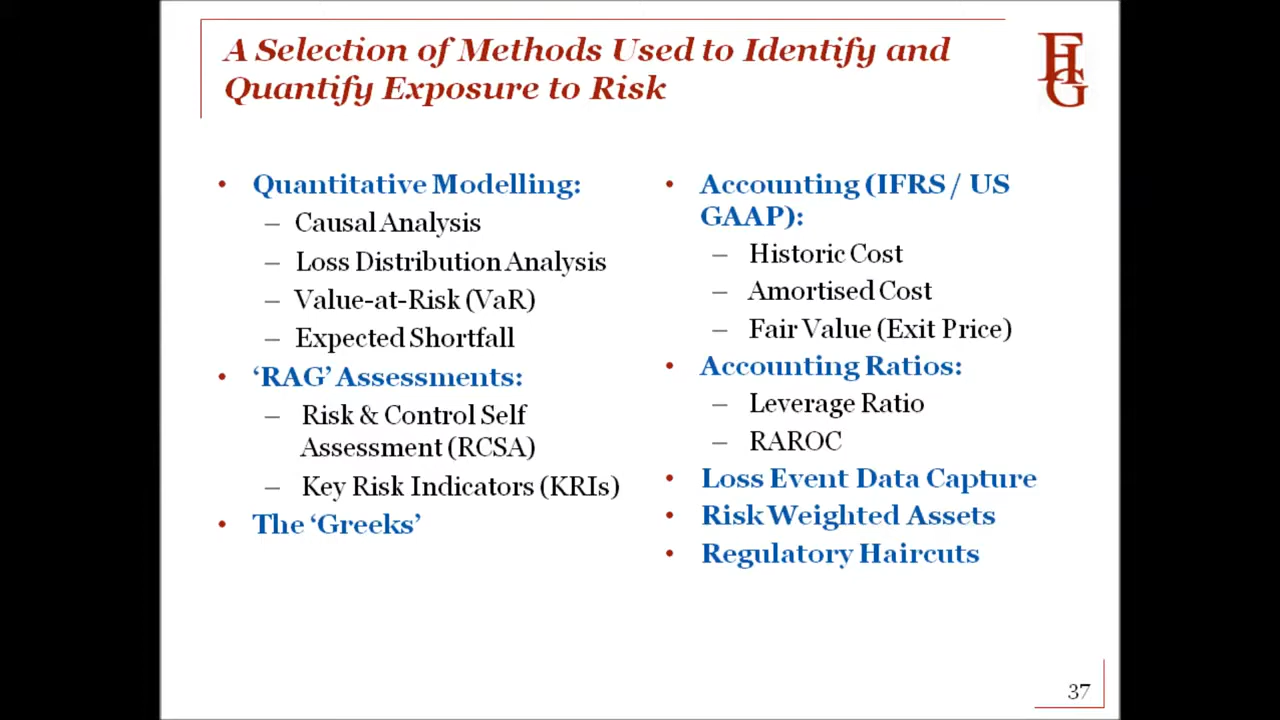 A Selection of Methods Used to Identify and
Quantify Exposure to Risk
FHG
• Quantitative Modelling:
– Causal Analysis
– Loss Distribution Analysis
– Value-at-Risk (VaR)
– Expected Shortfall
• ‘RAG’ Assessments:
– Risk & Control Self
Assessment (RCSA)
– Key Risk Indicators (KRIs)
• The ‘Greeks’
• Accounting (IFRS / US
GAAP):
– Historic Cost
– Amortised Cost
– Fair Value (Exit Price)
• Accounting Ratios:
– Leverage Ratio
– RAROC
• Loss Event Data Capture
• Risk Weighted Assets
• Regulatory Haircuts
37